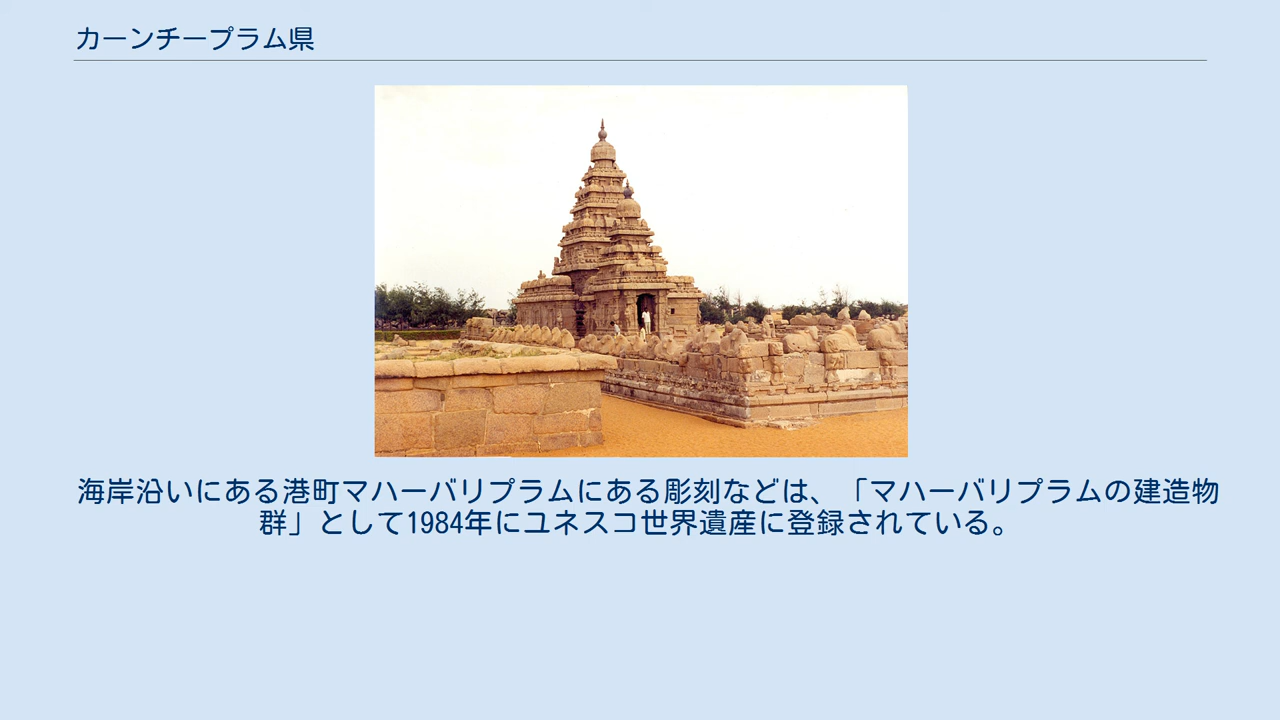 カーンチープラム県
海岸沿いにある港町マハーバリプラムにある彫刻などは、「マハーバリプラムの建造物
群」として1984年にユネスコ世界遺産に登録されている。